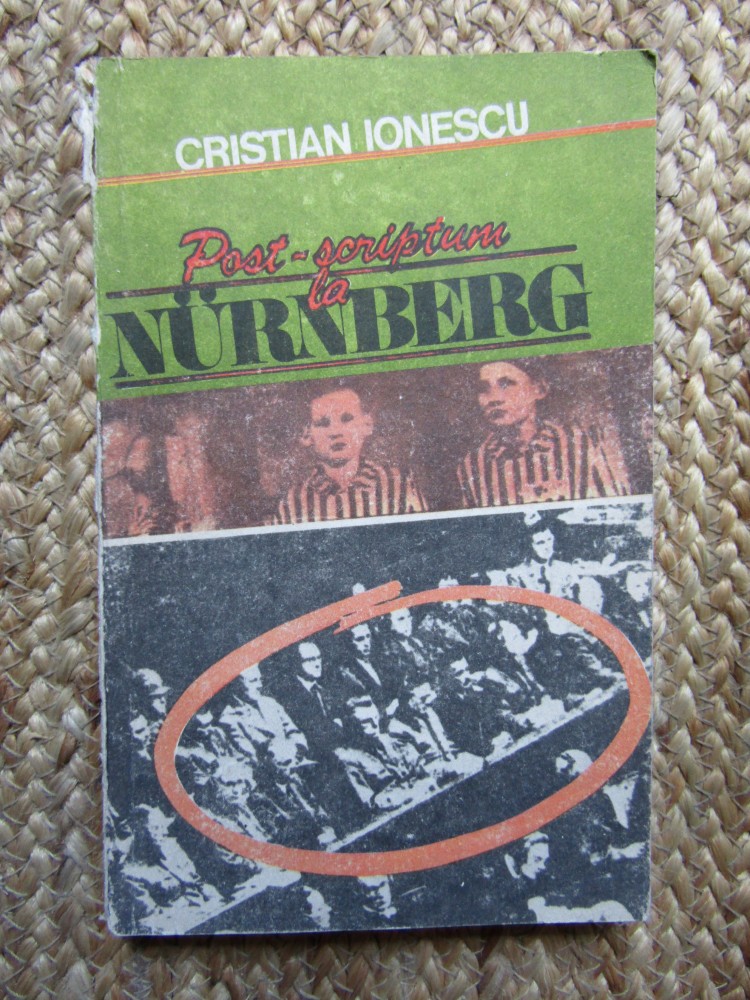 CRISTIAN IONESCU
Post-scriptum
la
NÜRNBERG